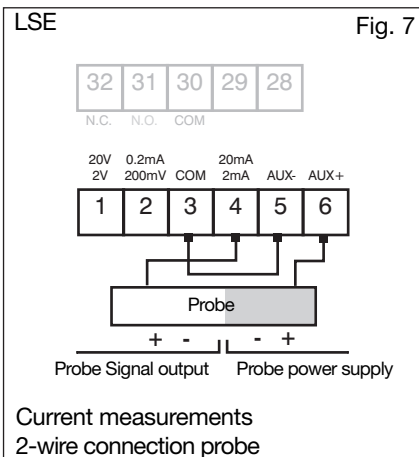 LSE Fig. 7
32 31 30 29 28
N.C. N.O. COM
20V 0.2mA 20mA
2V 200mV COM 2mA AUX- AUX+
1 2 3 4 5 6
Probe
+ - - +
Probe Signal output Probe power supply
Current measurements
2-wire connection probe